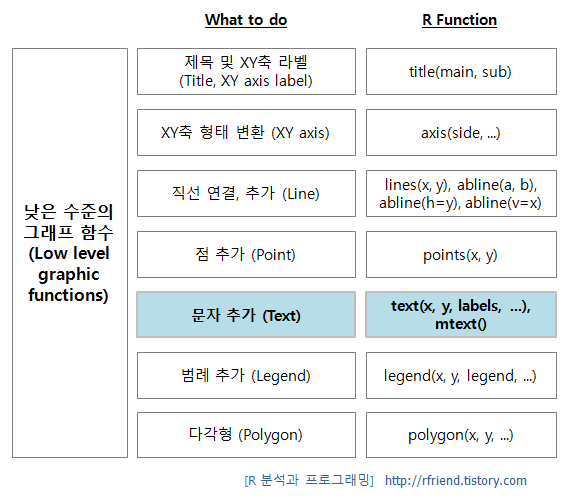 What to do
R Function
낮은 수준의
그래프 함수
(Low level
graphic
functions)
제목 및 XY축 라벨
(Title, XY axis label)
title(main, sub)
XY축 형태 변환 (XY axis)
axis(side, ...)
직선 연결, 추가 (Line)
lines(x, y), abline(a, b),
abline(h=y), abline(v=x)
점 추가 (Point)
points(x, y)
문자 추가 (Text)
text(x, y, labels, ...),
mtext()
범례 추가 (Legend)
legend(x, y, legend, ...)
다각형 (Polygon)
polygon(x, y, ...)
[R 분석과 프로그래밍] http://rfriend.tistory.com